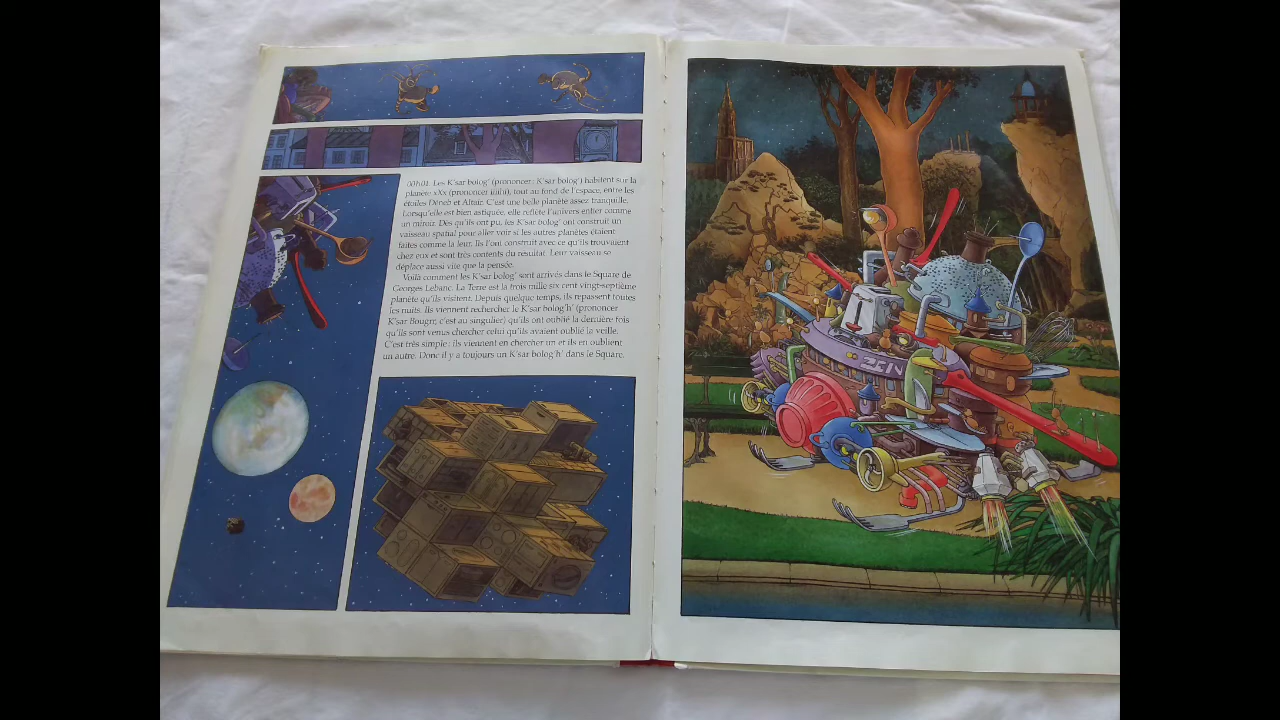 00h01. Les K'sar bolog' (prononcer : K'sar bolog') habitent sur la
planète xXx (prononcer kuhi), tout au fond de l'espace, entre les
étoiles Deneb et Altaïr. C'est une belle planète assez tranquille.
Lorsqu'elle est bien astiquée, elle reflète l'univers entier comme
un miroir. Dès qu'ils ont pu, les K'sar bolog' ont construit un
vaisseau spatial pour aller voir si les autres planètes étaient
faites comme la leur. Ils l'ont construit avec ce qu'ils trouvaient
chez eux et sont très contents du résultat. Leur vaisseau se
déplace aussi vite que la pensée.
Voilà comment les K'sar bolog' sont arrivés dans le Square de
Georges Lebanc. La Terre est la trois mille six cent vingt-septième
planète qu'ils visitent. Depuis quelque temps, ils repassent toutes
les nuits. Ils viennent rechercher le K'sar bolog'h' (prononcer
K'sar Bougrr, c'est au singulier) qu'ils ont oublié la dernière fois
qu'ils sont venus chercher celui qu'ils avaient oublié la veille.
C'est très simple : ils viennent en chercher un et ils en oublient
un autre. Donc il y a toujours un K'sar bolog'h' dans le Square.